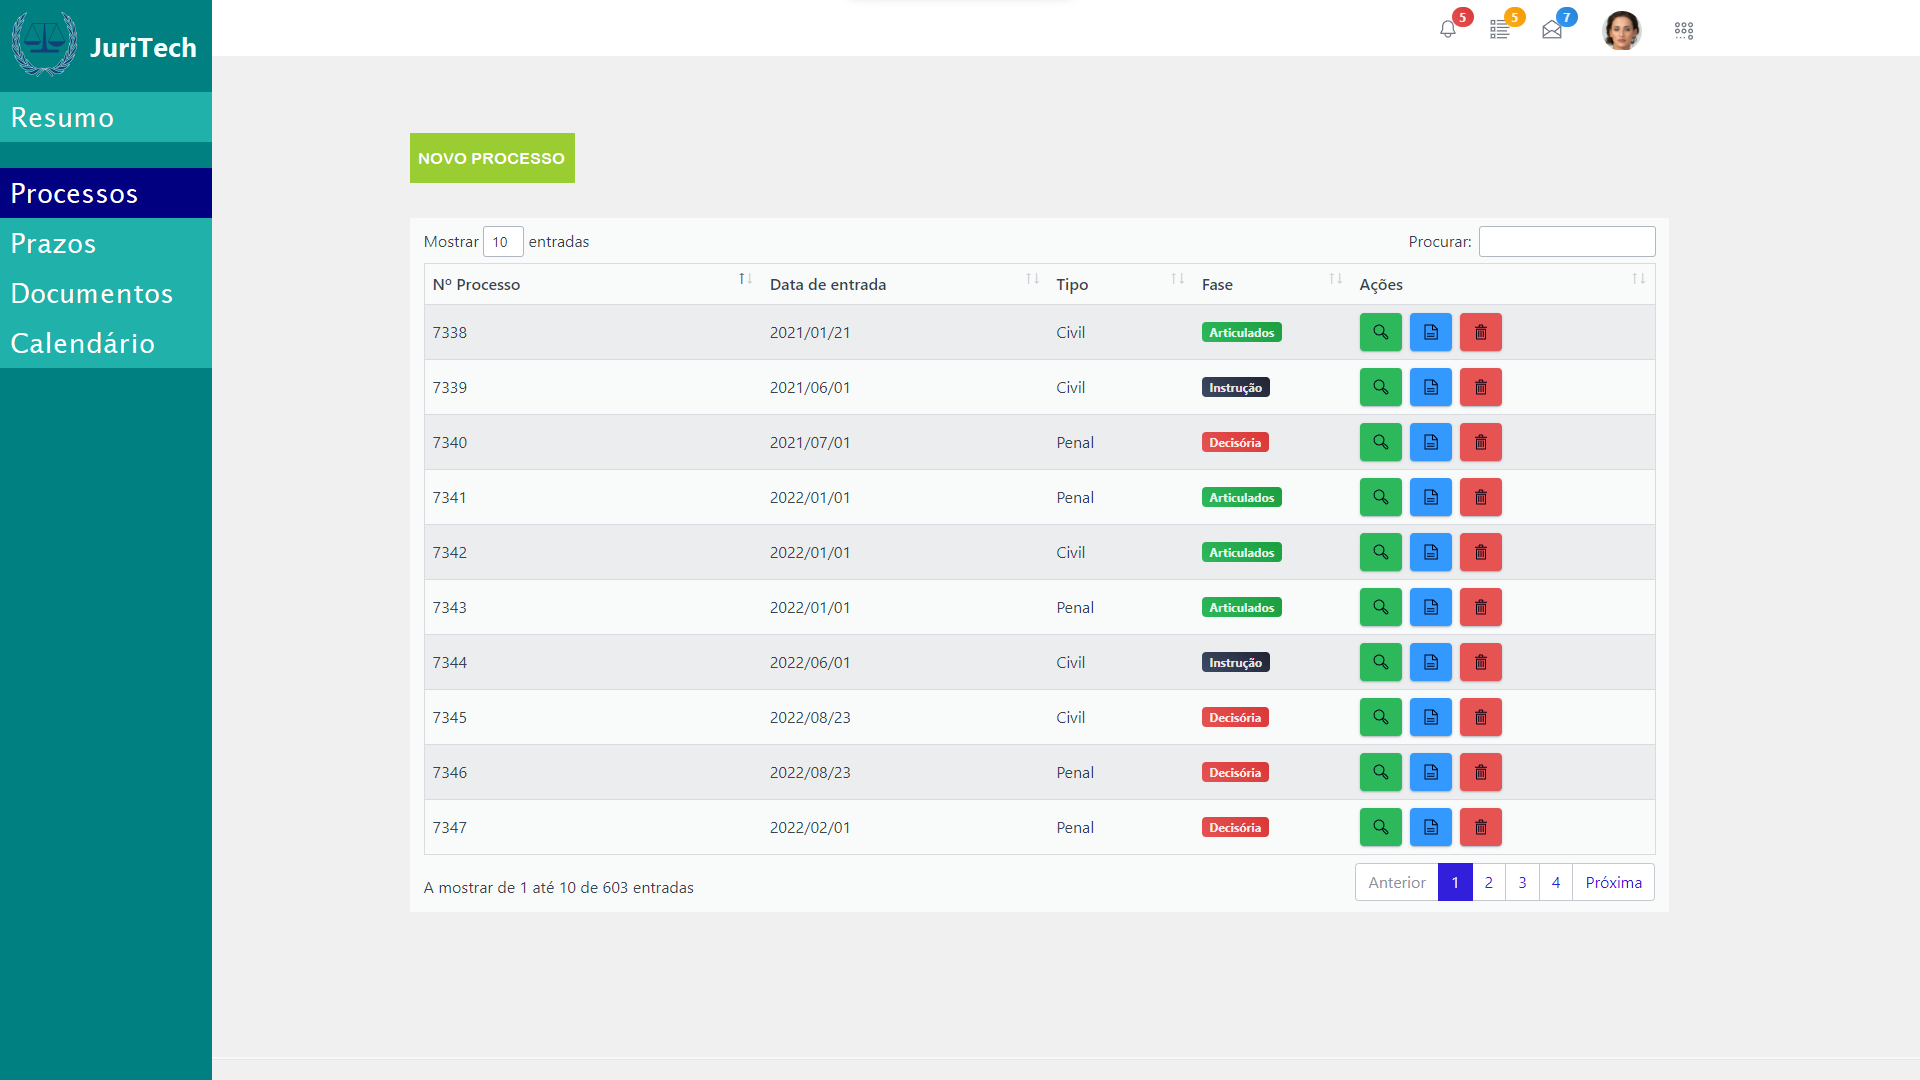 JuriTech
5
5
7
Resumo
Processos
Prazos
Documentos
Calendário
NOVO PROCESSO
Mostrar 10 entradas
Procurar:
Nº Processo Data de entrada Tipo Fase Ações
7338 2021/01/21 Civil Articulados
7339 2021/06/01 Civil Instrução
7340 2021/07/01 Penal Decisória
7341 2022/01/01 Penal Articulados
7342 2022/01/01 Civil Articulados
7343 2022/01/01 Penal Articulados
7344 2022/06/01 Civil Instrução
7345 2022/08/23 Civil Decisória
7346 2022/08/23 Penal Decisória
7347 2022/02/01 Penal Decisória
A mostrar de 1 até 10 de 603 entradas
Anterior 1 2 3 4 Próxima